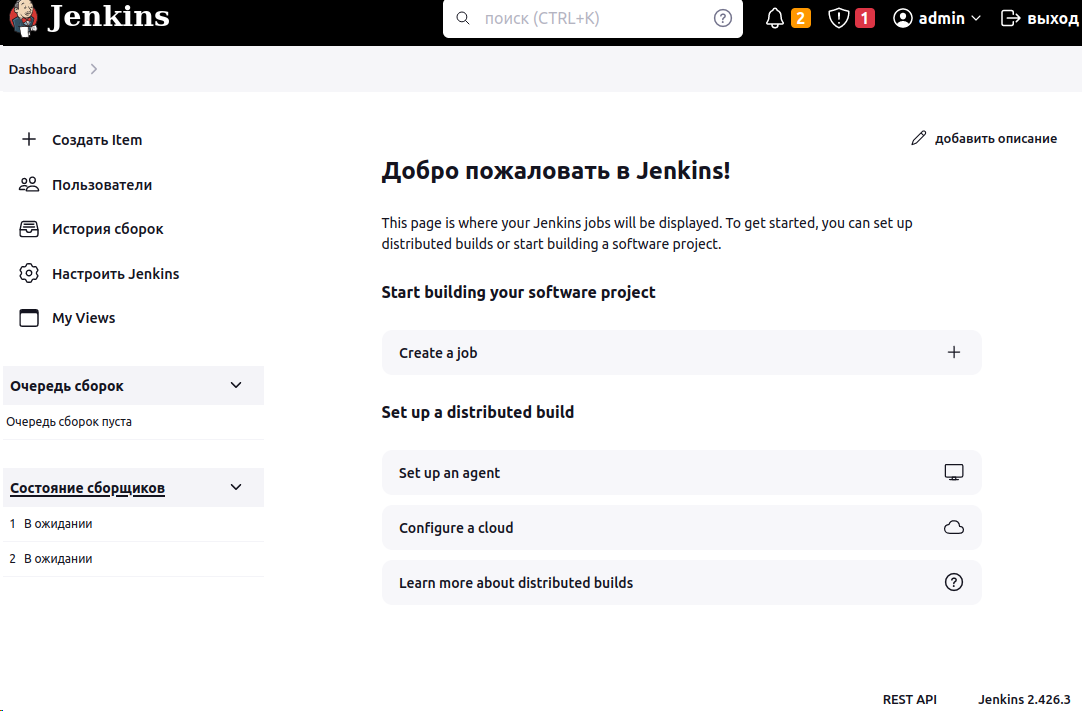 Jenkins
поиск (CTRL+K)
2
1
admin
выход
Dashboard
Создать Item
Пользователи
История сборок
Настроить Jenkins
My Views
Очередь сборок
Очередь сборок пуста
Состояние сборщиков
1 В ожидании
2 В ожидании
добавить описание
Добро пожаловать в Jenkins!
This page is where your Jenkins jobs will be displayed. To get started, you can set up
distributed builds or start building a software project.
Start building your software project
Create a job
Set up a distributed build
Set up an agent
Configure a cloud
Learn more about distributed builds
REST API
Jenkins 2.426.3